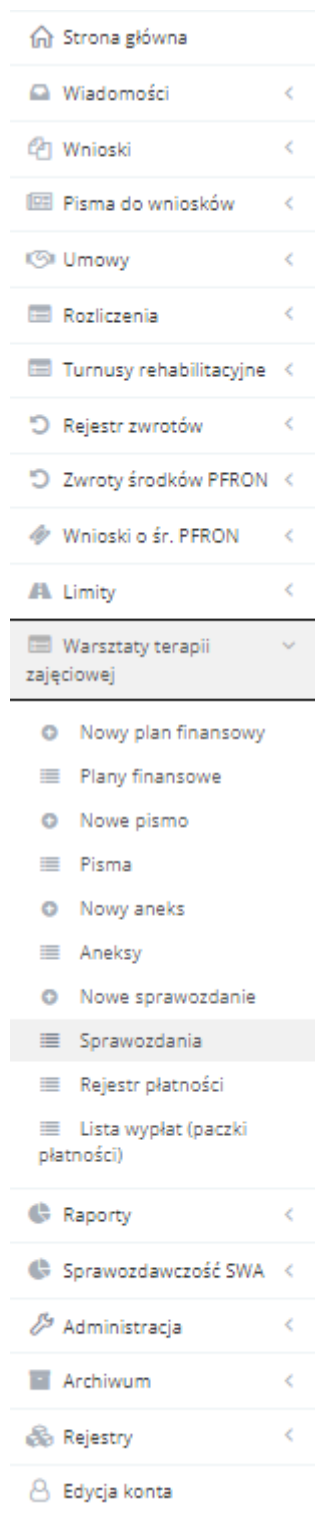 Strona główna
Wiadomości
Wnioski
Pisma do wniosków
Umowy
Rozliczenia
Turnusy rehabilitacyjne
Rejestr zwrotów
Zwroty środków PFRON
Wnioski o śr. PFRON
Limity
Warsztaty terapii
zajęciowej
Nowy plan finansowy
Plany finansowe
Nowe pismo
Pisma
Nowy aneks
Aneksy
Nowe sprawozdanie
Sprawozdania
Rejestr płatności
Lista wypłat (paczki
płatności)
Raporty
Sprawozdawczość SWA
Administracja
Archiwum
Rejestry
Edycja konta